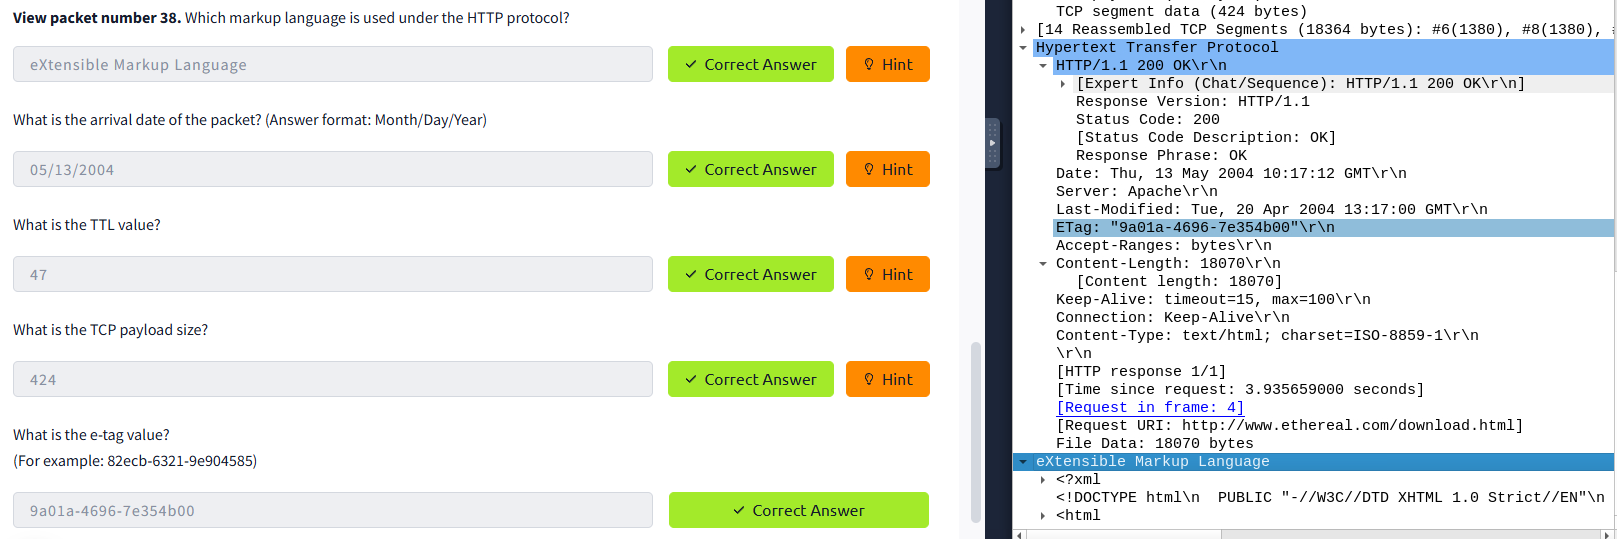 View packet number 38. Which markup language is used under the HTTP protocol?
eXtensible Markup Language
Correct Answer
Hint
What is the arrival date of the packet? (Answer format: Month/Day/Year)
05/13/2004
Correct Answer
Hint
What is the TTL value?
47
Correct Answer
Hint
What is the TCP payload size?
424
Correct Answer
Hint
What is the e-tag value?
(For example: 82ecb-6321-9e904585)
9a01a-4696-7e354b00
Correct Answer
TCP segment data (424 bytes)
[14 Reassembled TCP Segments (18364 bytes): #6(1380), #8(1380),
Hypertext Transfer Protocol
HTTP/1.1 200 OK\r\n
[Expert Info (Chat/Sequence): HTTP/1.1 200 OK\r\n]
Response Version: HTTP/1.1
Status Code: 200
[Status Code Description: OK]
Response Phrase: OK
Date: Thu, 13 May 2004 10:17:12 GMT\r\n
Server: Apache\r\n
Last-Modified: Tue, 20 Apr 2004 13:17:00 GMT\r\n
ETag: "9a01a-4696-7e354b00"\r\n
Accept-Ranges: bytes\r\n
Content-Length: 18070\r\n
[Content length: 18070]
Keep-Alive: timeout=15, max=100\r\n
Connection: Keep-Alive\r\n
Content-Type: text/html; charset=ISO-8859-1\r\n
\r\n
[HTTP response 1/1]
[Time since request: 3.935659000 seconds]
[Request in frame: 4]
[Request URI: http://www.ethereal.com/download.html]
File Data: 18070 bytes
eXtensible Markup Language
<?xml
<!DOCTYPE html\n  PUBLIC "-//W3C//DTD XHTML 1.0 Strict//EN"\n
<html